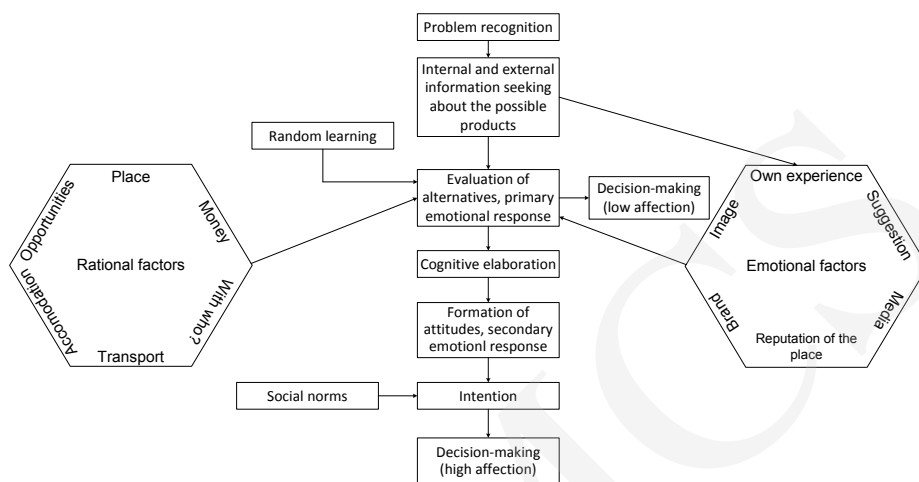 Problem recognition
Internal and external
information seeking
about the possible
products
Random learning
Evaluation of
alternatives, primary
emotional response
Decision-making
(low affection)
Cognitive elaboration
Formation of
attitudes, secondary
emotionl response
Social norms
Intention
Decision-making
(high affection)
Place
Opportunities
Money
Rational factors
Accomodation
With who?
Transport
Own experience
Image
Suggestion
Emotional factors
Brand
Media
Reputation of the
place